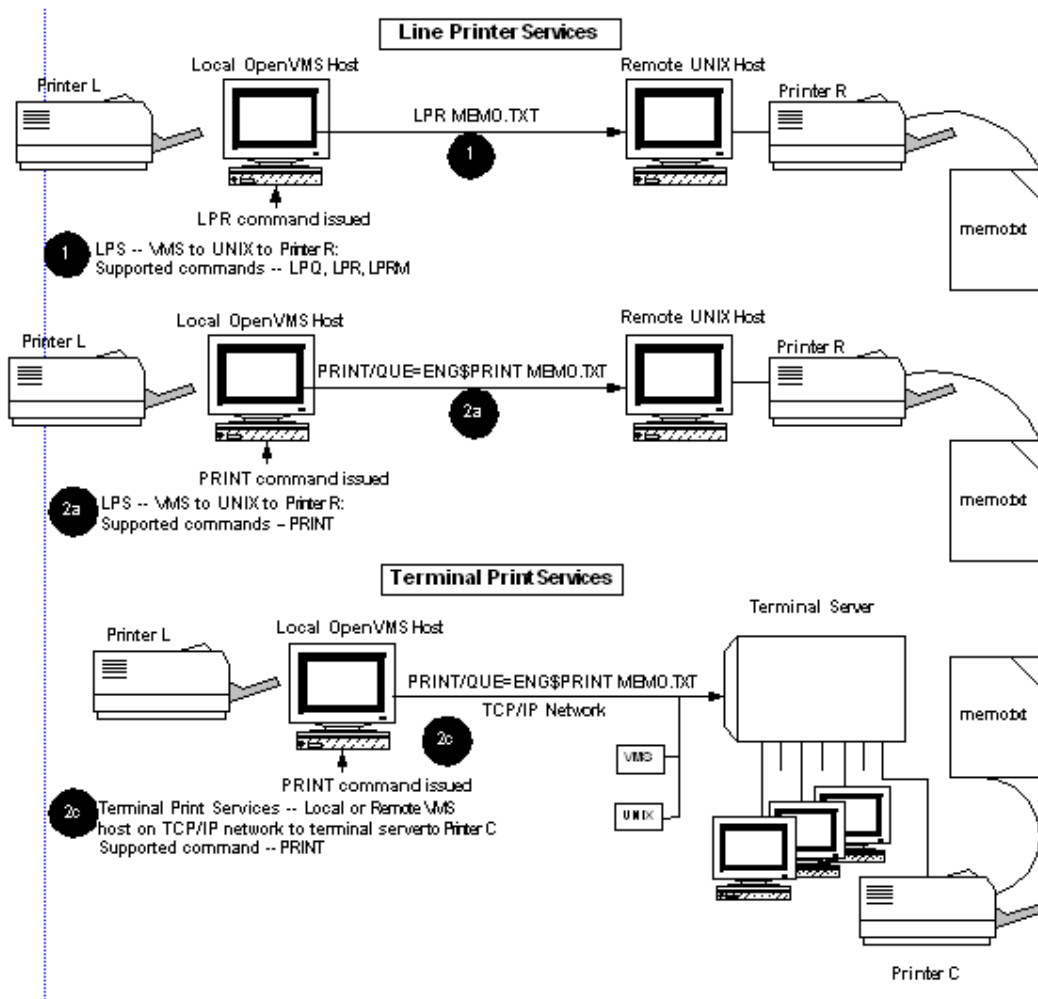 Line Printer Services
Printer L
Local OpenVMS Host
Remote UNIX Host
Printer R
LPR MEMO.TXT
1
LPR command issued
memo.txt
1
LPS -- VMS to UNIX to Printer R:
Supported commands -- LPQ, LPR, LPRM
Printer L
Local OpenVMS Host
Remote UNIX Host
Printer R
PRINT/QUE=ENG$PRINT MEMO.TXT
2a
PRINT command issued
memo.txt
2a
LPS -- VMS to UNIX to Printer R:
Supported commands – PRINT
Terminal Print Services
Printer L
Local OpenVMS Host
Terminal Server
PRINT/QUE=ENG$PRINT MEMO.TXT
TCP/IP Network
2c
memo.txt
VMS
UNIX
PRINT command issued
2c
Terminal Print Services -- Local or Remote VMS
host on TCP/IP network to terminal server to Printer C
Supported command -- PRINT
Printer C